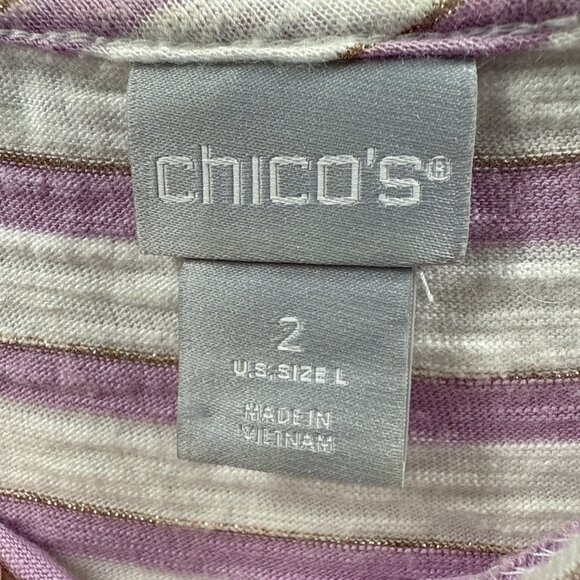 chico's®
2
U.S. SIZE L
MADE IN
VIETNAM